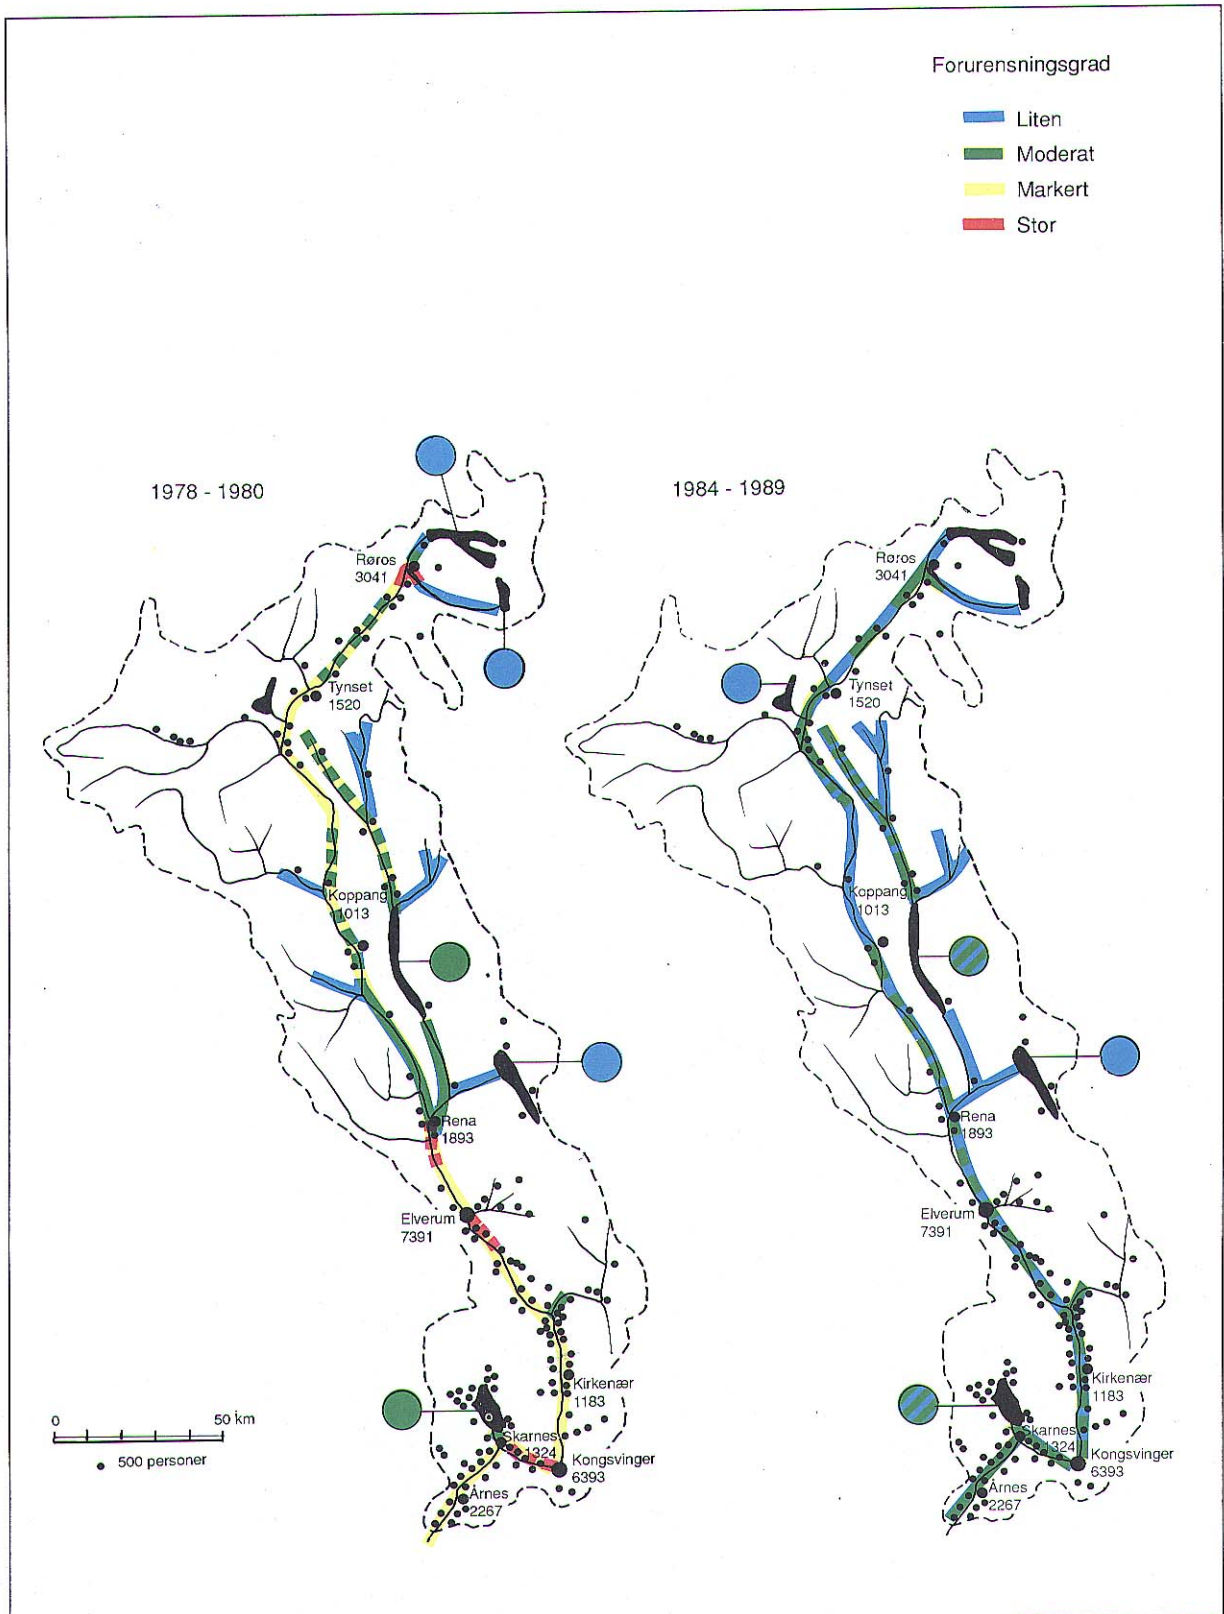 Forurensningsgrad
Liten
Moderat
Markert
Stor
1978 - 1980
Røros
3041
Tynset
1520
Koppang
1013
Rena
1893
Elverum
7391
Kirkenær
1183
Skarnes
1324
Kongsvinger
6393
Årnes
2267
0 50 km
500 personer
1984 - 1989
Røros
3041
Tynset
1520
Koppang
1013
Rena
1893
Elverum
7391
Kirkenær
1183
Skarnes
1324
Kongsvinger
6393
Årnes
2267